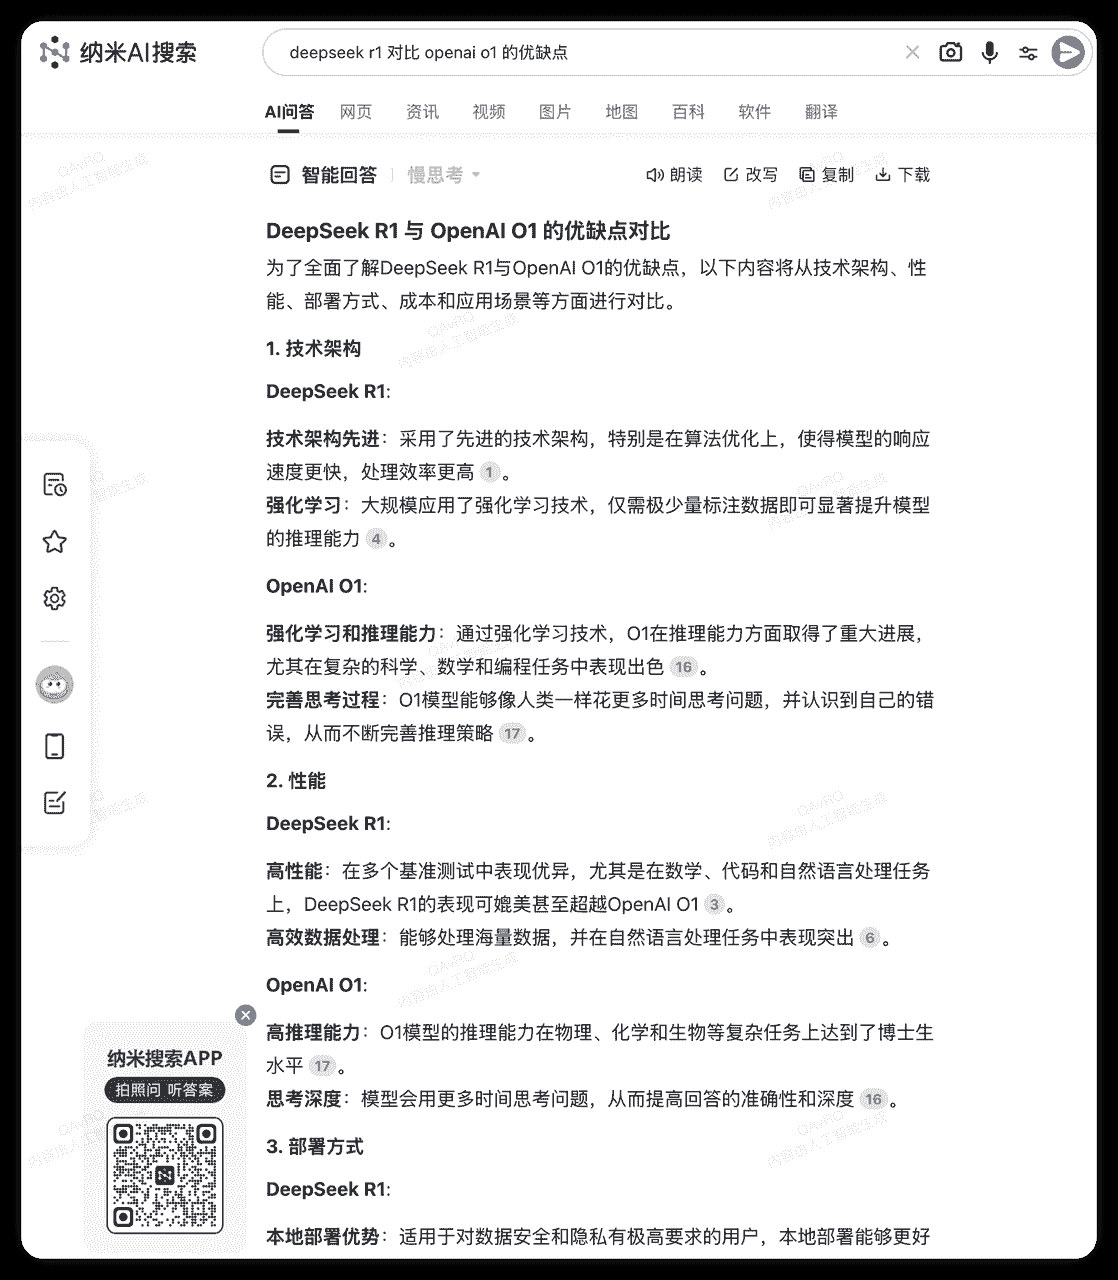 纳米AI搜索
deepseek r1 对比 openai o1 的优缺点
AI问答 网页 资讯 视频 图片 地图 百科 软件 翻译
智能回答 慢思考 朗读 改写 复制 下载
DeepSeek R1 与 OpenAI O1 的优缺点对比
为了全面了解DeepSeek R1与OpenAI O1的优缺点，以下内容将从技术架构、性
能、部署方式、成本和应用场景等方面进行对比。
1. 技术架构
DeepSeek R1:
技术架构先进：采用了先进的技术架构，特别是在算法优化上，使得模型的响应
速度更快，处理效率更高 1 。
强化学习：大规模应用了强化学习技术，仅需极少量标注数据即可显著提升模型
的推理能力 4 。
OpenAI O1:
强化学习和推理能力：通过强化学习技术，O1在推理能力方面取得了重大进展，
尤其在复杂的科学、数学和编程任务中表现出色 16 。
完善思考过程：O1模型能够像人类一样花更多时间思考问题，并认识到自己的错
误，从而不断完善推理策略 17 。
2. 性能
DeepSeek R1:
高性能：在多个基准测试中表现优异，尤其是在数学、代码和自然语言处理任务
上，DeepSeek R1的表现可媲美甚至超越OpenAI O1 3 。
高效数据处理：能够处理海量数据，并在自然语言处理任务中表现突出 6 。
OpenAI O1:
高推理能力：O1模型的推理能力在物理、化学和生物等复杂任务上达到了博士生
水平 17 。
思考深度：模型会用更多时间思考问题，从而提高回答的准确性和深度 16 。
3. 部署方式
DeepSeek R1:
本地部署优势：适用于对数据安全和隐私有极高要求的用户，本地部署能够更好
纳米搜索APP
拍照问 听答案
内容由人工智能生成